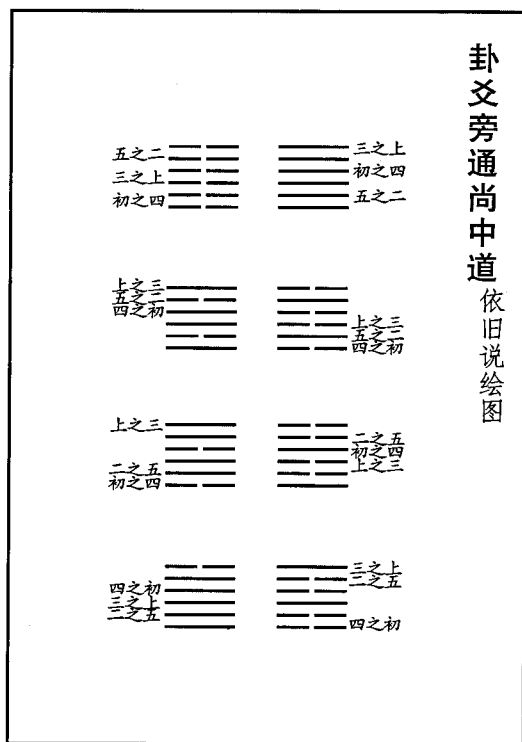 卦爻旁通尚中道
依旧说绘图
三之上
初之四
五之二
五之二
三之上
初之四
上之三
五之二
四之初
上之三
五之二
四之初
二之五
初之四
上之三
上之三
二之五
初之四
三之上
二之五
四之初
四之初
三之上
二之五